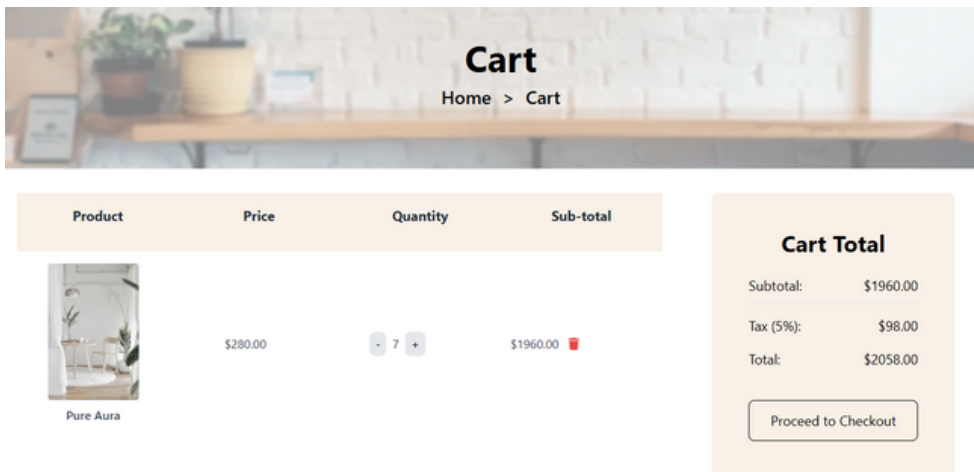 Cart
Home > Cart
Product Price Quantity Sub-total
$280.00 - 7 + $1960.00
Pure Aura
Cart Total
Subtotal: $1960.00
Tax (5%): $98.00
Total: $2058.00
Proceed to Checkout